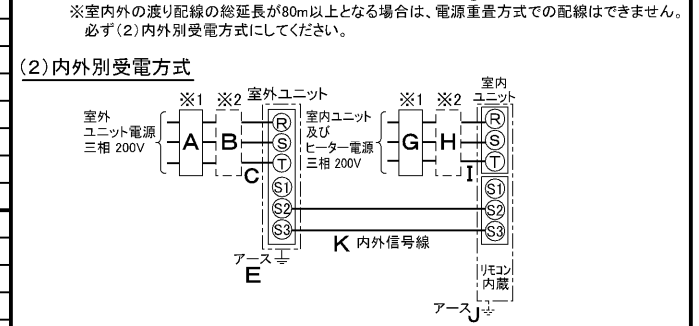 ※室内外の渡り配線の総延長が80m以上となる場合は、電源重畳方式での配線はできません。
必ず(2)内外別受電方式にしてください。
(2)内外別受電方式
※1 ※2 室外ユニット
室外
ユニット電源
三相 200V
A
B
C
R
S
T
S1
S2
S3
アース
E
※1 ※2
室内
ユニット
室内ユニット
及び
ヒーター電源
三相 200V
G
H
I
R
S
T
S1
S2
S3
K 内外信号線
リモコン
内蔵
アース
J